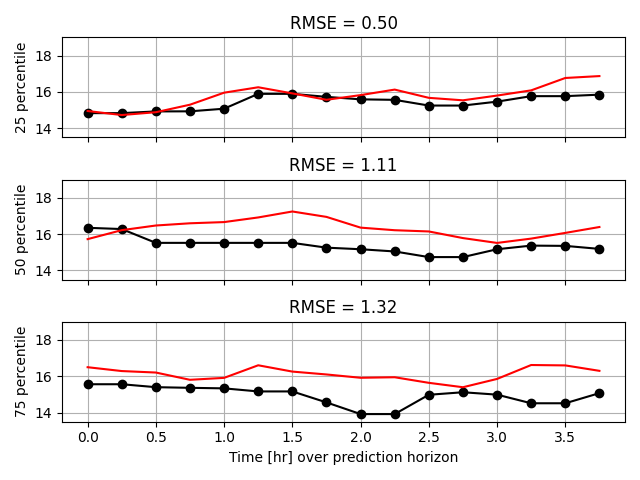 RMSE = 0.50
25 percentile
18
16
14
RMSE = 1.11
50 percentile
18
16
14
RMSE = 1.32
75 percentile
18
16
14
0.0 0.5 1.0 1.5 2.0 2.5 3.0 3.5
Time [hr] over prediction horizon